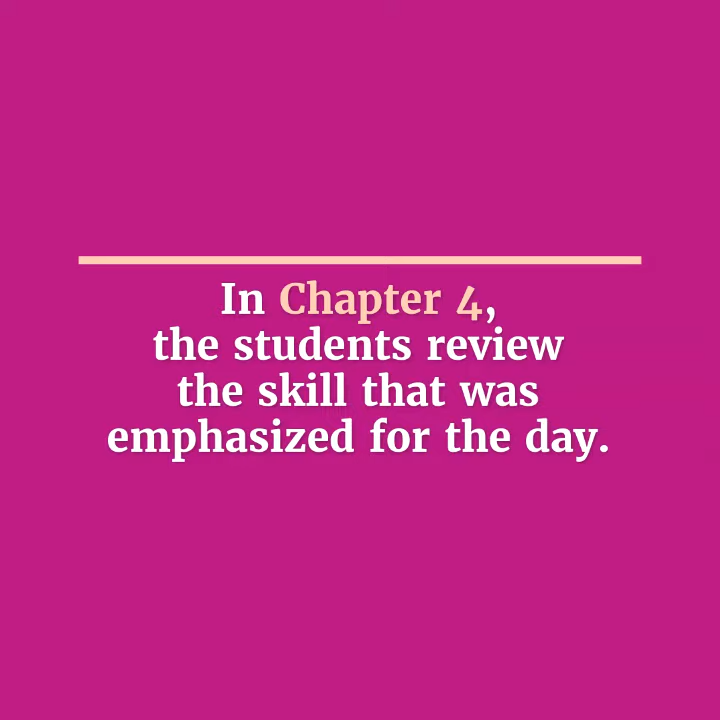 In Chapter 4,
the students review
the skill that was
emphasized for the day.